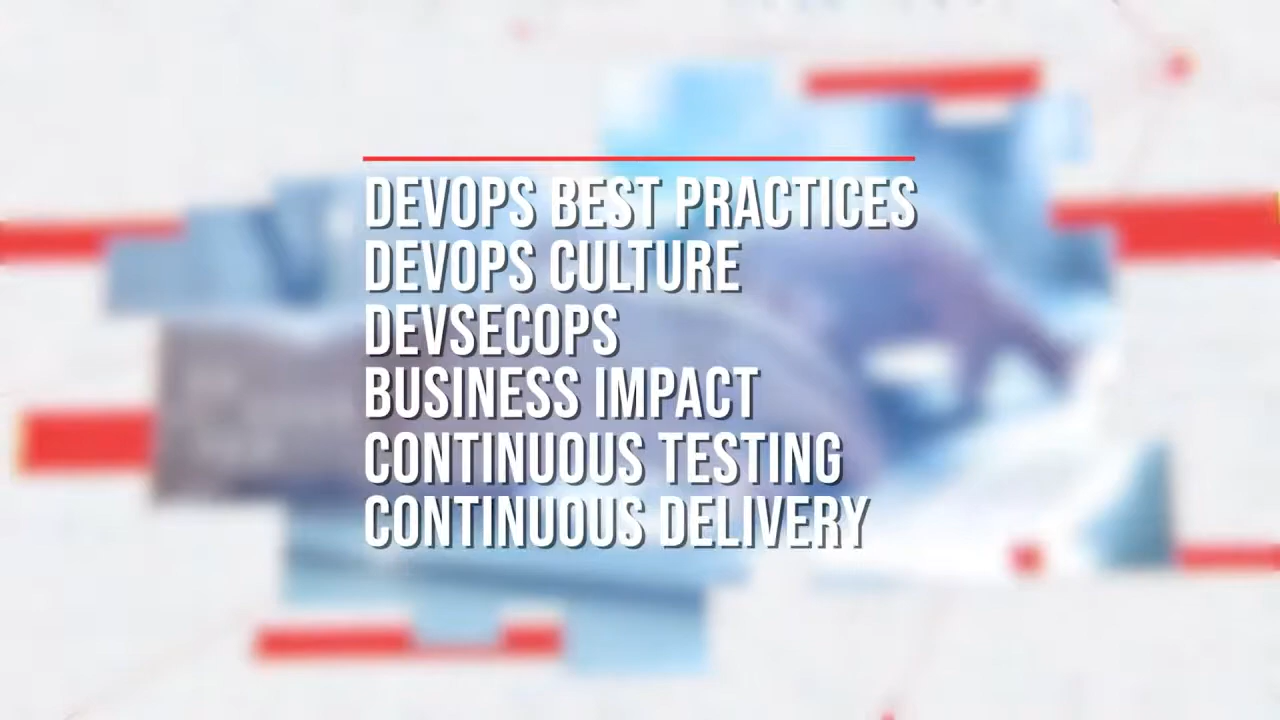 DEVOPS BEST PRACTICES
DEVOPS CULTURE
DEVSECOPS
BUSINESS IMPACT
CONTINUOUS TESTING
CONTINUOUS DELIVERY